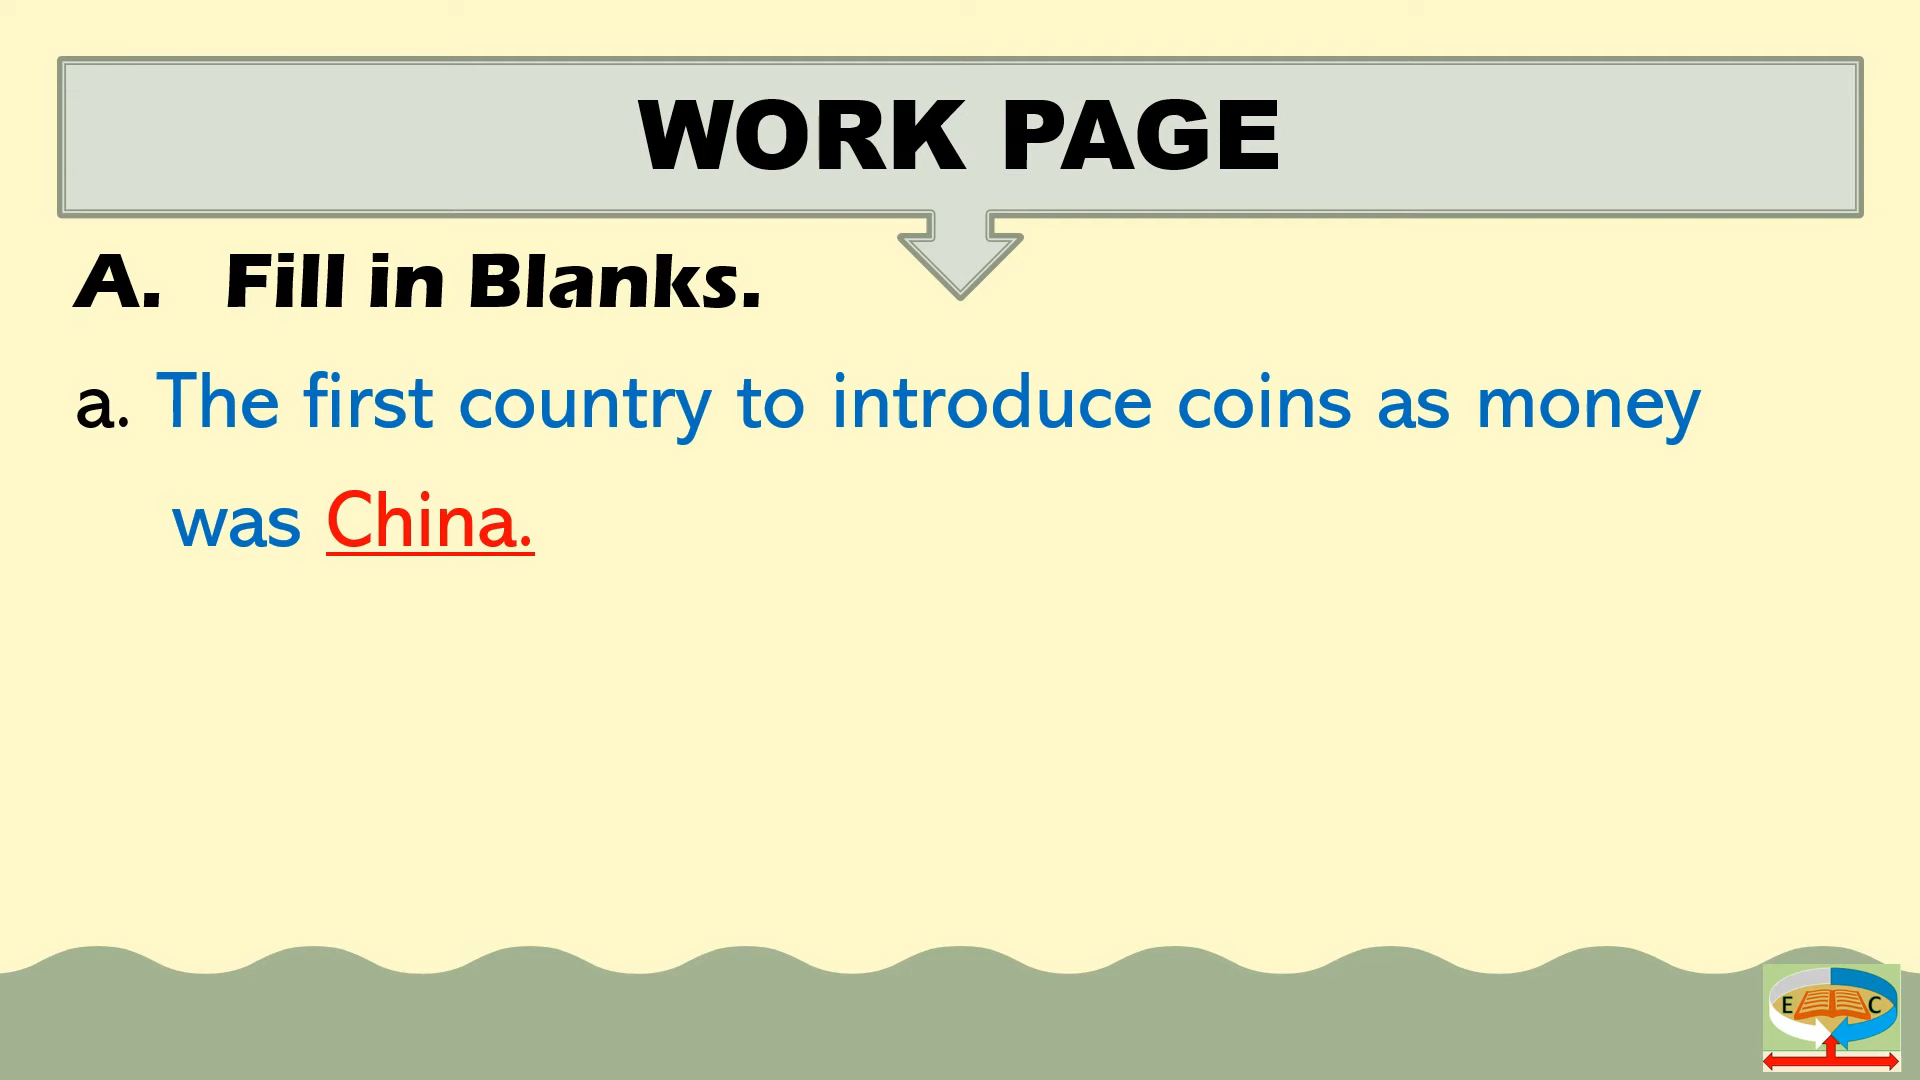 WORK PAGE
A. Fill in Blanks.
a. The first country to introduce coins as money
was China.
E C